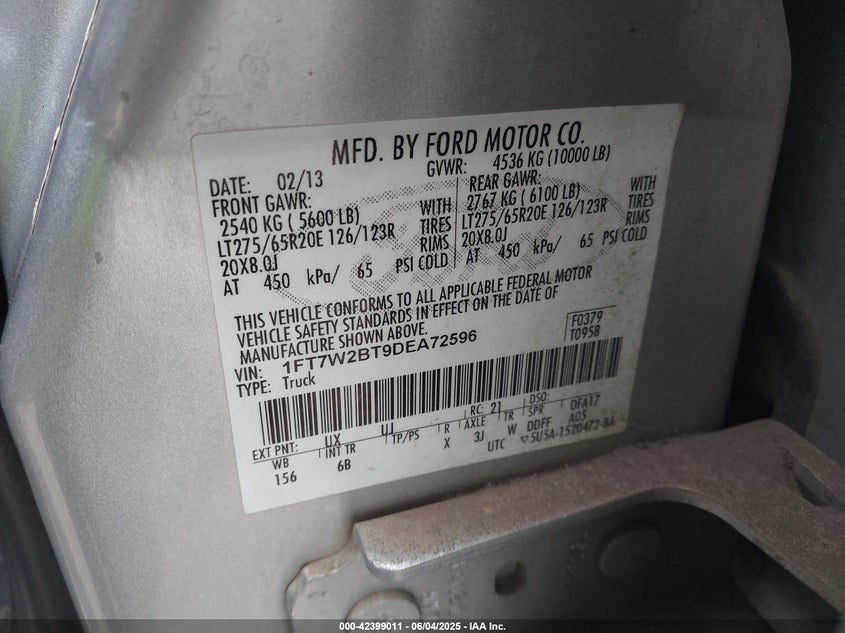 MFD. BY FORD MOTOR CO.
DATE: 02/13 GVWR: 4536 KG (10000 LB)
FRONT GAWR: REAR GAWR:
2540 KG ( 5600 LB) WITH 2767 KG ( 6100 LB) WITH
LT275/65R20E 126/123R TIRES LT275/65R20E 126/123R TIRES
20X8.0J RIMS 20X8.0J RIMS
AT 450 kPa/ 65 PSI COLD AT 450 kPa/ 65 PSI COLD
THIS VEHICLE CONFORMS TO ALL APPLICABLE FEDERAL MOTOR
VEHICLE SAFETY STANDARDS IN EFFECT ON THE DATE OF
MANUFACTURE SHOWN ABOVE.
F0379
T0958
VIN: 1FT7W2BT9DEA72596
TYPE: Truck
EXT PNT: UX RC: 21 DSO:
WB INT TR TP/PS R AXLE TR SPR DFA17
156 6B X 3J W DDFF A05
UTC ▽5U5A-1520472-BA
000-42399011 — 06/04/2025 — IAA Inc.